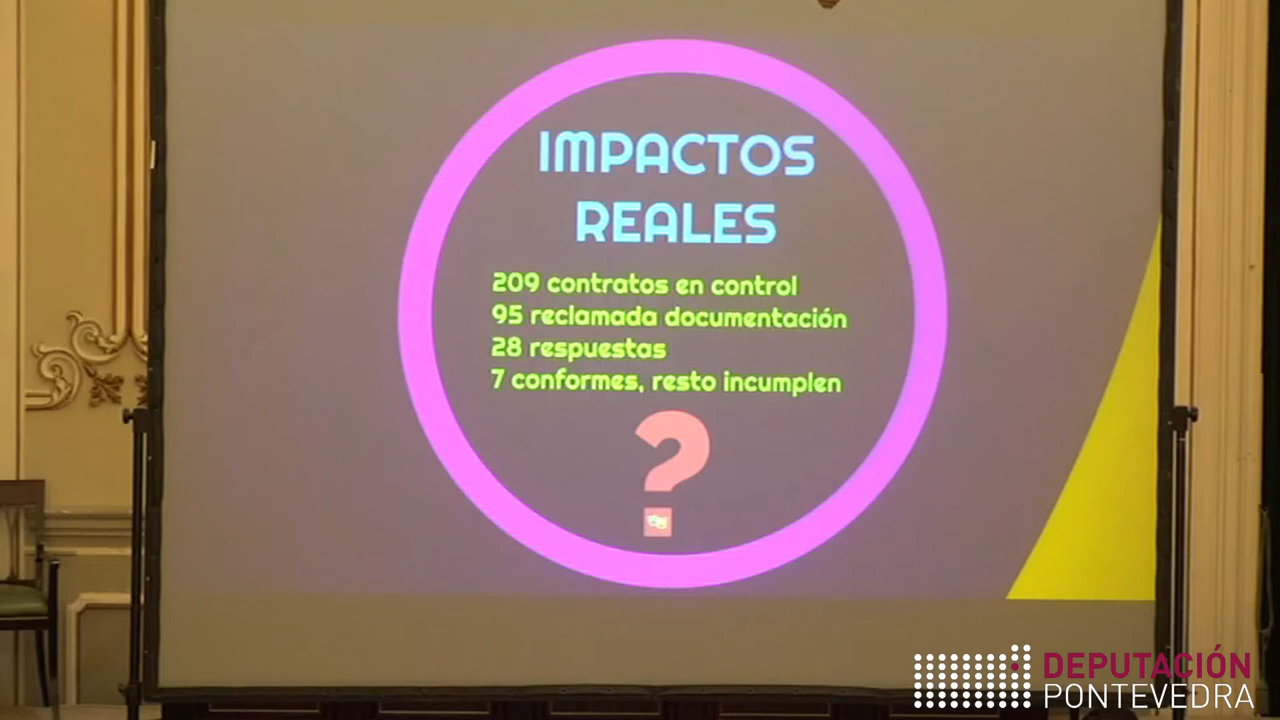 IMPACTOS
REALES
209 contratos en control
95 reclamada documentación
28 respuestas
7 conformes, resto incumplen
?
DEPUTACIÓN
PONTEVEDRA